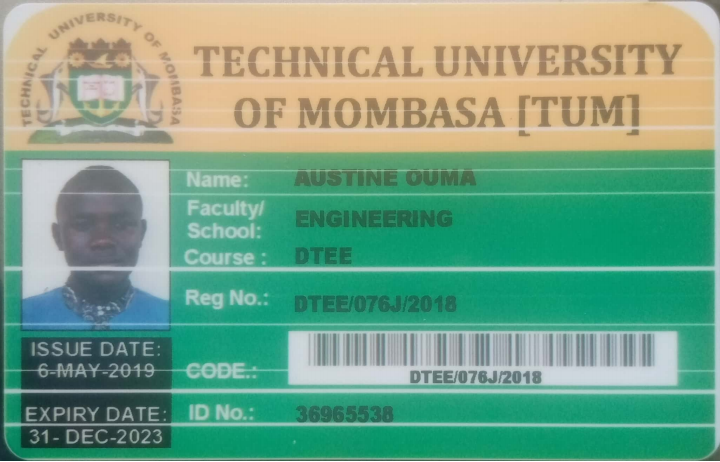 TECHNICAL UNIVERSITY OF MOMBASA
TECHNICAL UNIVERSITY
OF MOMBASA [TUM]
Name: AUSTINE OUMA
Faculty/
School: ENGINEERING
Course : DTEE
Reg No.: DTEE/076J/2018
ISSUE DATE:
6-MAY-2019
CODE.:
DTEE/076J/2018
EXPIRY DATE:
31- DEC-2023
ID No.: 36965538